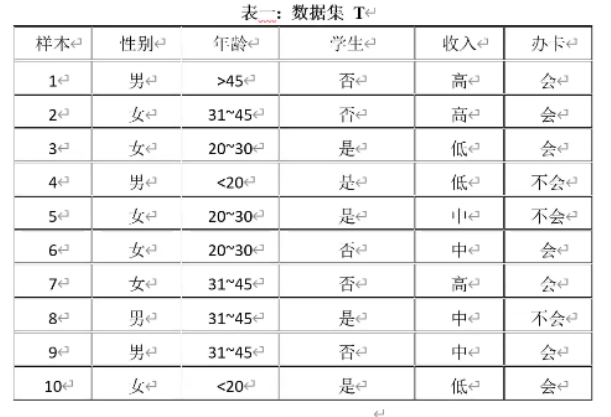 表一：数据集 T
样本 性别 年龄 学生 收入 办卡
1 男 >45 否 高 会
2 女 31~45 否 高 会
3 女 20~30 是 低 会
4 男 <20 是 低 不会
5 女 20~30 是 中 不会
6 女 20~30 否 中 会
7 女 31~45 否 高 会
8 男 31~45 是 中 不会
9 男 31~45 否 中 会
10 女 <20 是 低 会